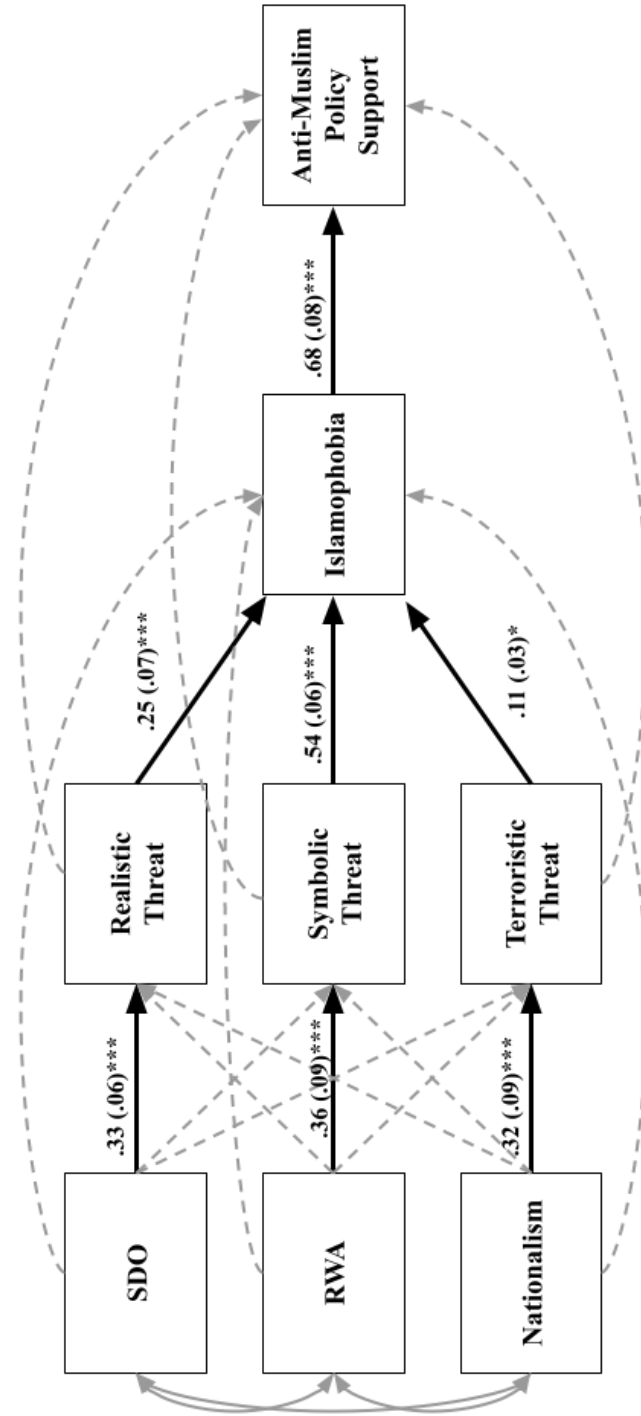 SDO
RWA
Nationalism
.33 (.06)***
.36 (.09)***
.32 (.09)***
Realistic
Threat
Symbolic
Threat
Terroristic
Threat
.25 (.07)***
.54 (.06)***
.11 (.03)*
Islamophobia
.68 (.08)***
Anti-Muslim
Policy
Support